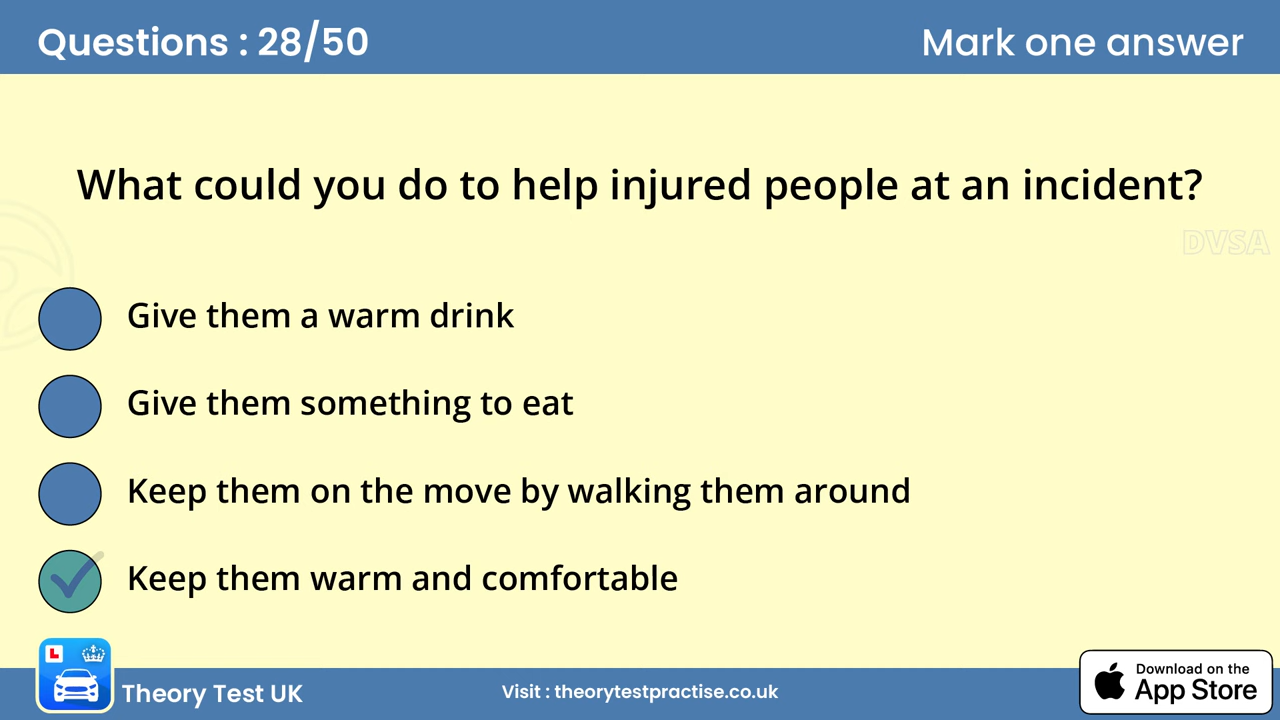 Questions : 28/50
Mark one answer
What could you do to help injured people at an incident?
DVSA
Give them a warm drink
Give them something to eat
Keep them on the move by walking them around
Keep them warm and comfortable
L
Theory Test UK
Visit : theorytestpractise.co.uk
Download on the
App Store